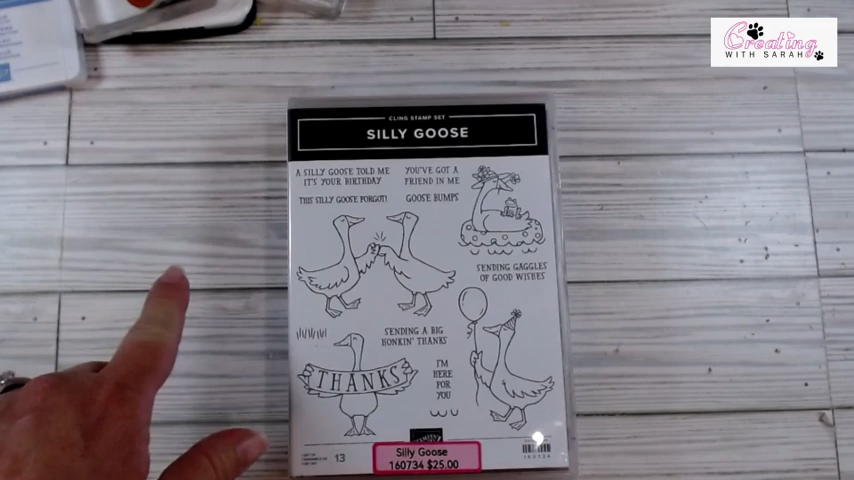 Creating
WITH SARAH
CLING STAMP SET
SILLY GOOSE
A SILLY GOOSE TOLD ME
IT'S YOUR BIRTHDAY
YOU'VE GOT A
FRIEND IN ME
THIS SILLY GOOSE FORGOT!
GOOSE BUMPS
SENDING GAGGLES
OF GOOD WISHES
SENDING A BIG
HONKIN' THANKS
THANKS
I'M
HERE
FOR
YOU
13
160734
Silly Goose
160734 $25.00